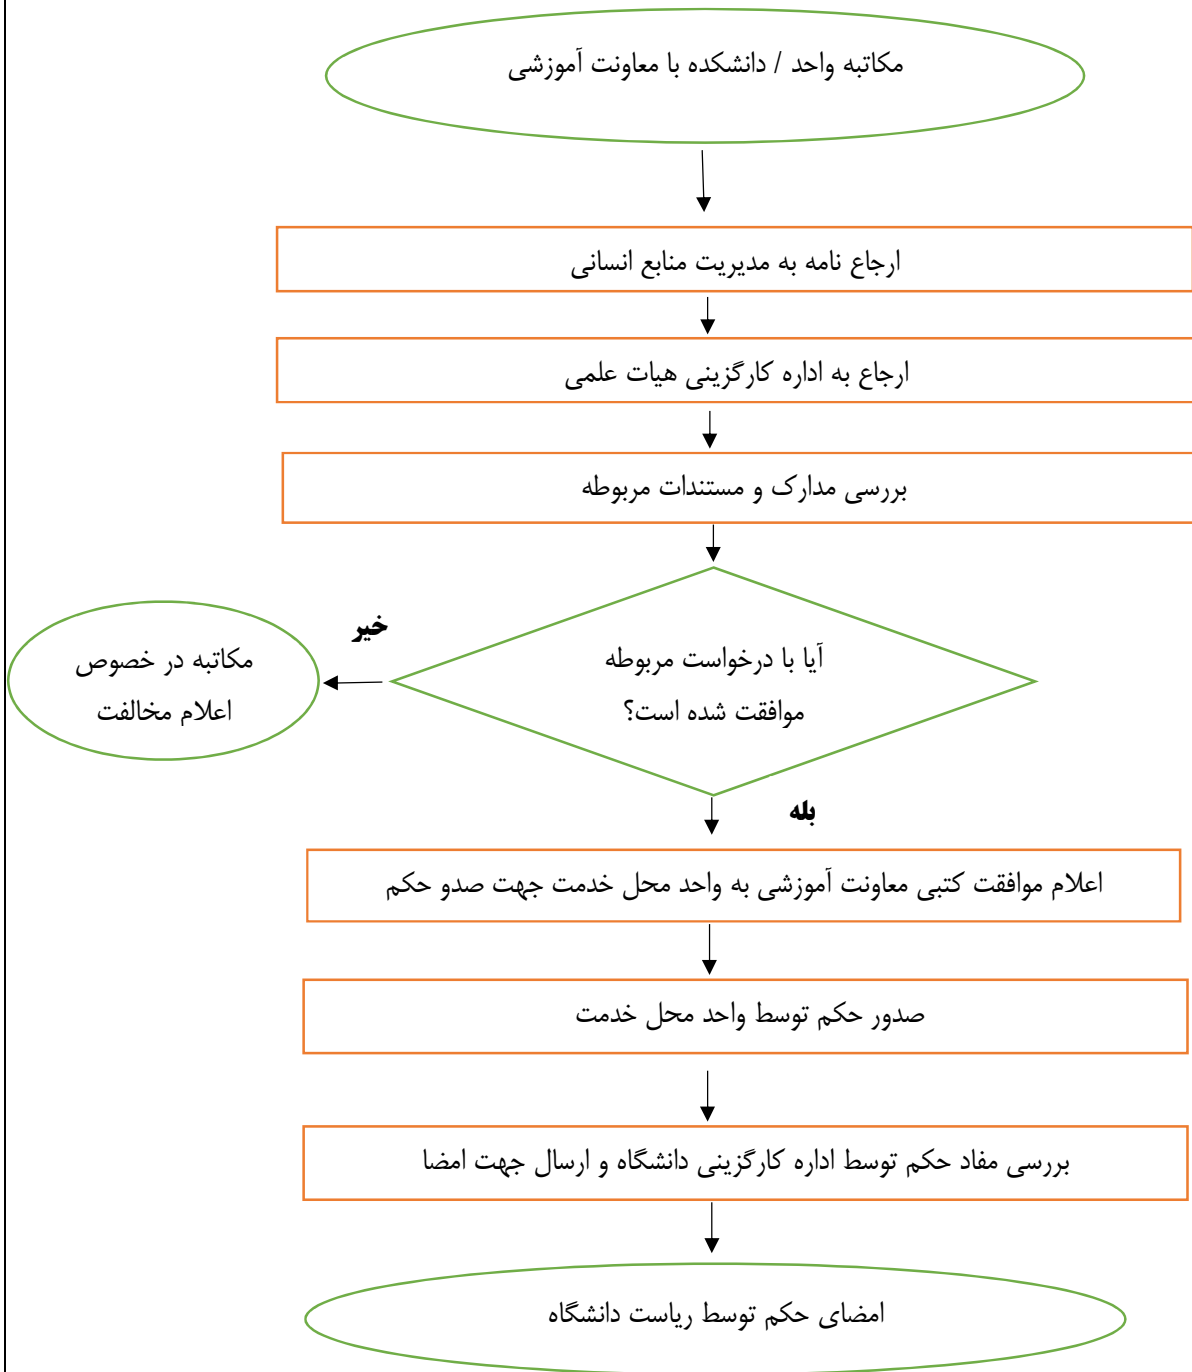 مکاتبه واحد / دانشکده با معاونت آموزشی
ارجاع نامه به مدیریت منابع انسانی
ارجاع به اداره کارگزینی هیات علمی
بررسی مدارک و مستندات مربوطه
آیا با درخواست مربوطه
موافقت شده است؟
خیر
مکاتبه در خصوص
اعلام مخالفت
بله
اعلام موافقت کتبی معاونت آموزشی به واحد محل خدمت جهت صدو حکم
صدور حکم توسط واحد محل خدمت
بررسی مفاد حکم توسط اداره کارگزینی دانشگاه و ارسال جهت امضا
امضای حکم توسط ریاست دانشگاه